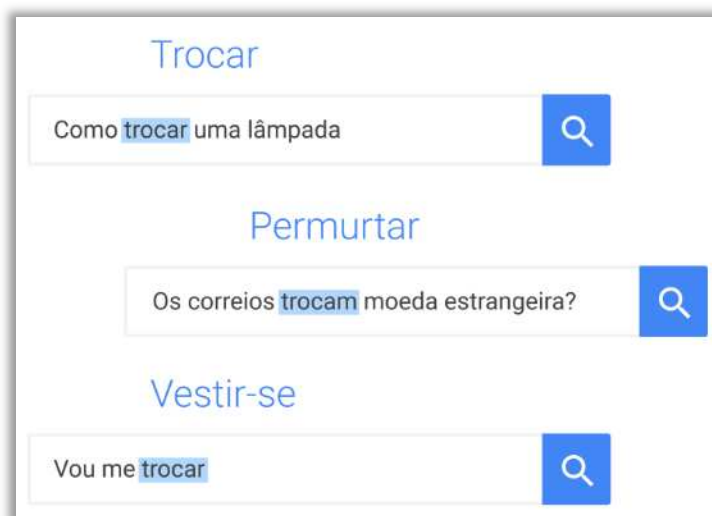 Trocar
Como trocar uma lâmpada
Permurtar
Os correios trocam moeda estrangeira?
Vestir-se
Vou me trocar